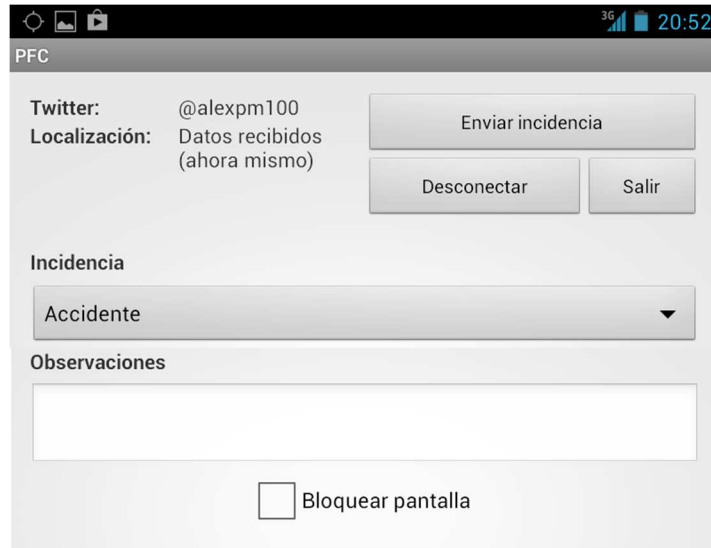 3G 20:52
PFC
Twitter: @alexpm100
Localización: Datos recibidos
(ahora mismo)
Enviar incidencia
Desconectar Salir
Incidencia
Accidente
Observaciones
Bloquear pantalla